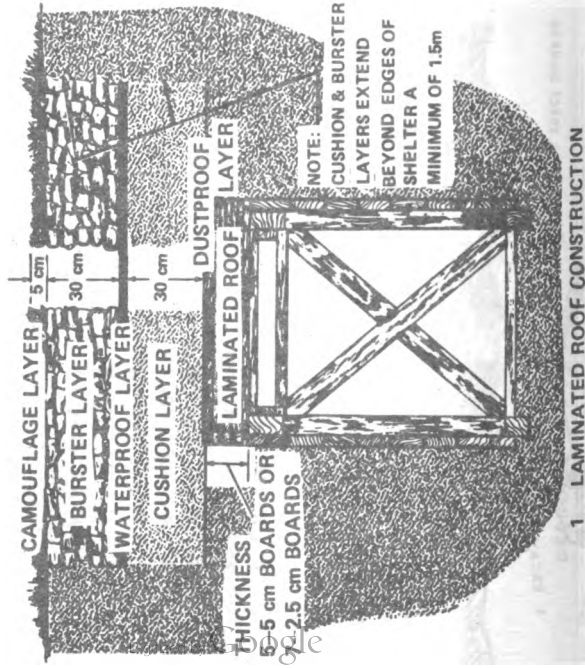 CAMOUFLAGE LAYER
5 cm
BURSTER LAYER
30 cm
WATERPROOF LAYER
CUSHION LAYER
30 cm
DUSTPROOF
LAYER
LAMINATED ROOF
THICKNESS
5-5 cm BOARDS OR
7-2.5 cm BOARDS
NOTE:
CUSHION & BURSTER
LAYERS EXTEND
BEYOND EDGES OF
SHELTER A
MINIMUM OF 1.5m
1 LAMINATED ROOF CONSTRUCTION
Google